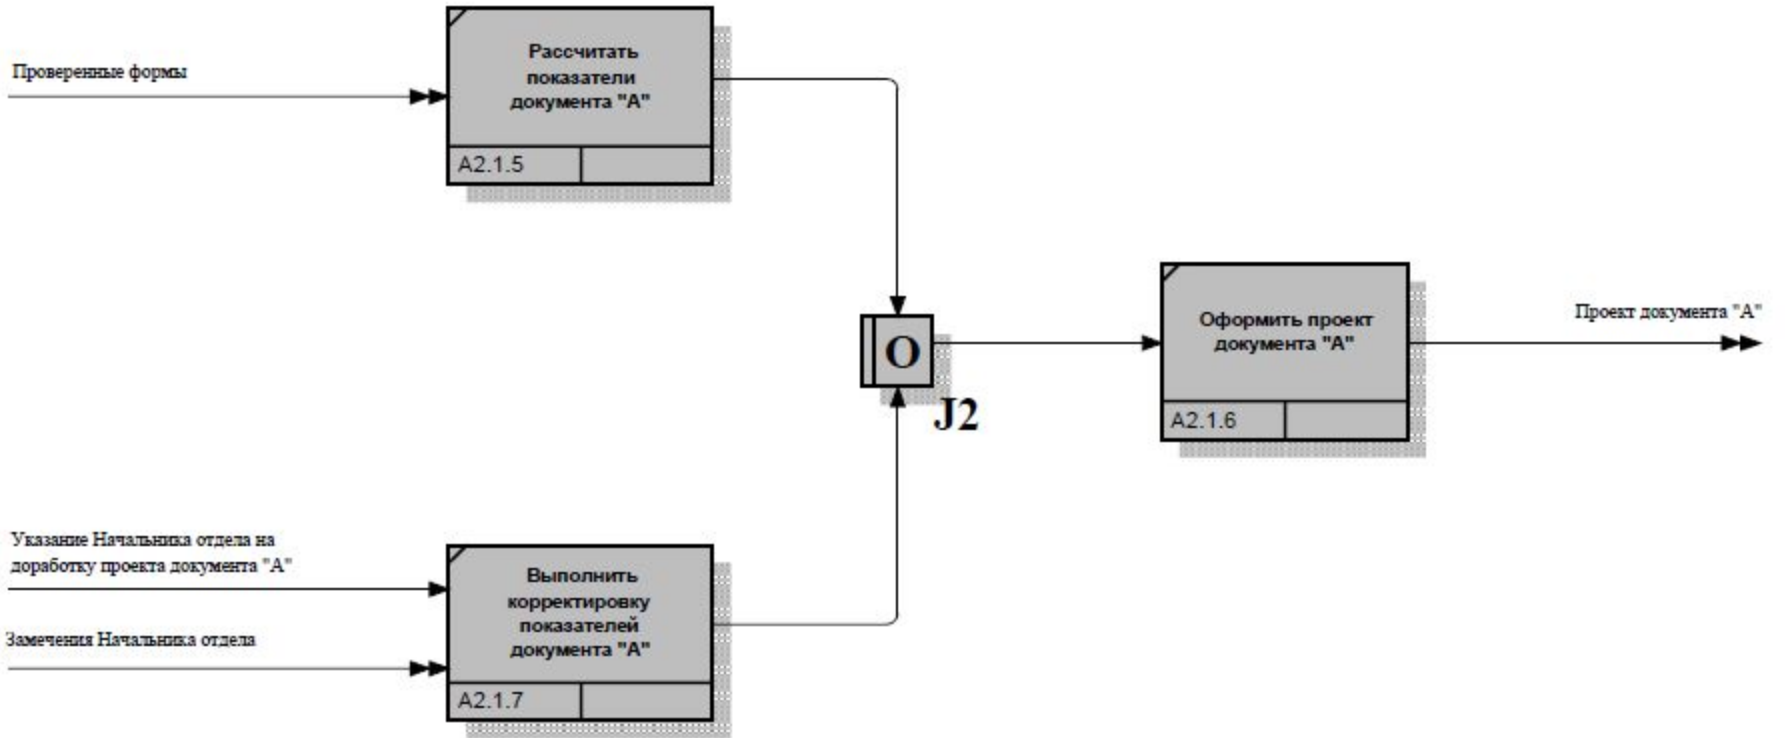 Проверенные формы
Рассчитать
показатели
документа "А"
А2.1.5
О
J2
Оформить проект
документа "А"
А2.1.6
Проект документа "А"
Указание Начальника отдела на
доработку проекта документа "А"
Замечения Начальника отдела
Выполнить
корректировку
показателей
документа "А"
А2.1.7